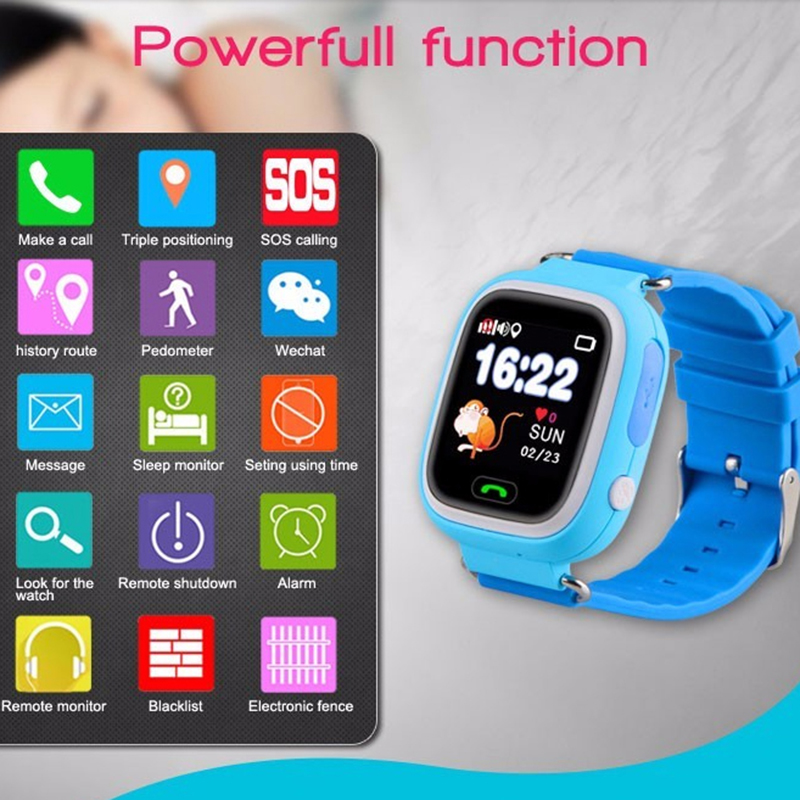 Powerfull function
SOS
Make a call
Triple positioning
SOS calling
history route
Pedometer
Wechat
?
Message
Sleep monitor
Seting using time
Look for the
watch
Remote shutdown
Alarm
Remote monitor
Blacklist
Electronic fence
16:22
0
SUN
02/23